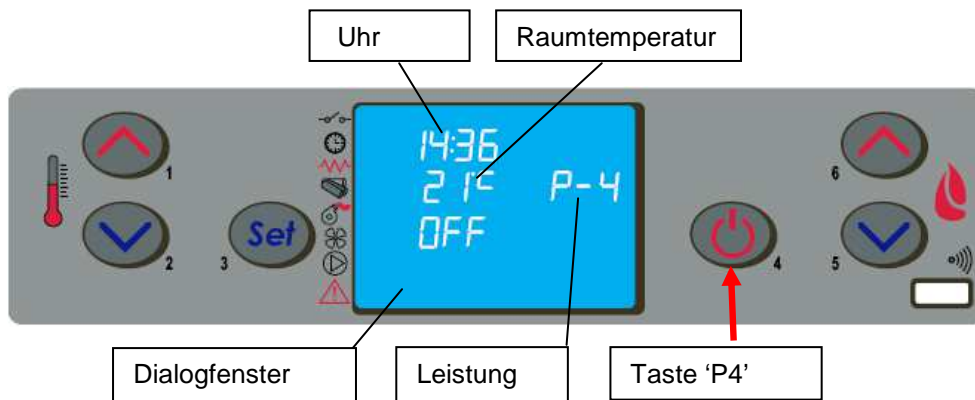 Uhr
Raumtemperatur
14:36
21°C P-4
OFF
1
2
3
Set
4
5
6
Dialogfenster
Leistung
Taste ‘P4’